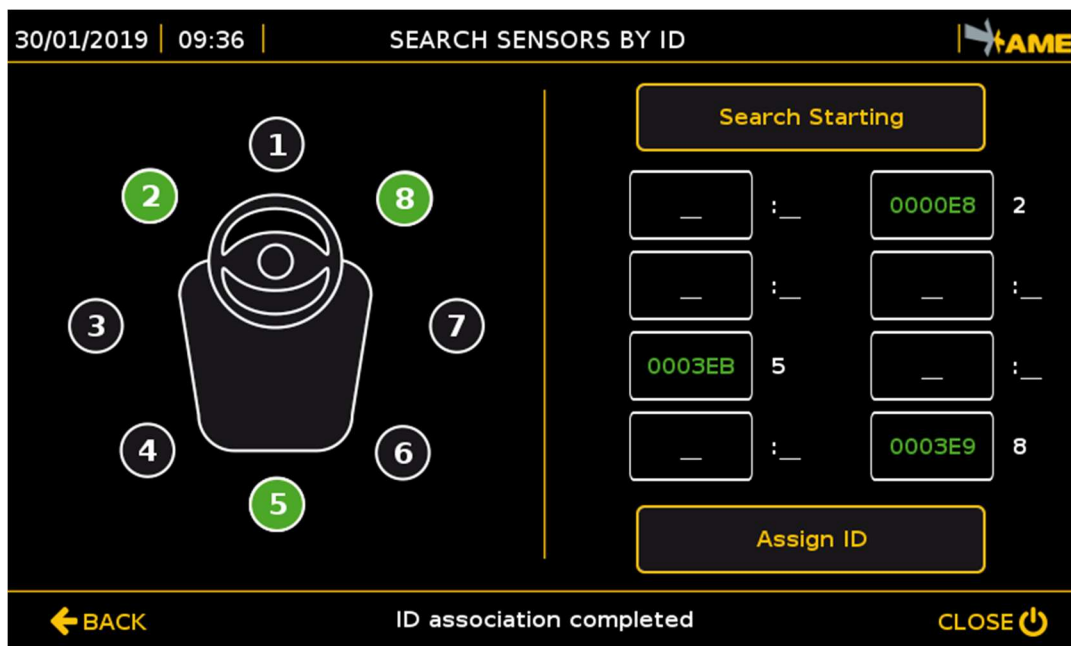 30/01/2019 | 09:36 | SEARCH SENSORS BY ID | AME
1
2
8
3
7
4
6
5
Search Starting
_ :_ 0000E8 2
_ :_ _ :_
0003EB 5 _ :_
_ :_ 0003E9 8
Assign ID
BACK ID association completed CLOSE